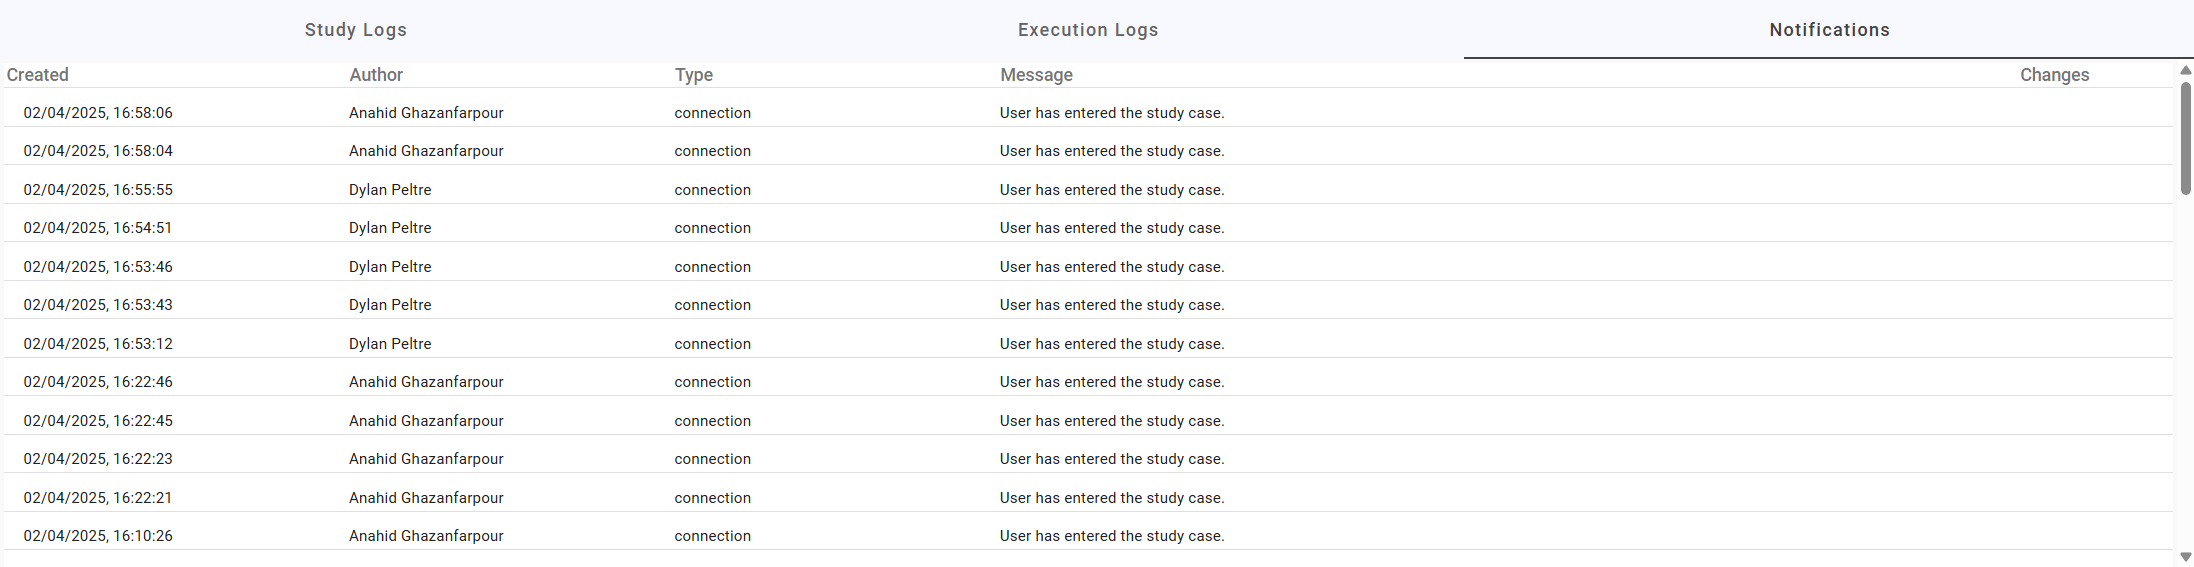 Study Logs Execution Logs Notifications
Created Author Type Message Changes
02/04/2025, 16:58:06 Anahid Ghazanfarpour connection User has entered the study case.
02/04/2025, 16:58:04 Anahid Ghazanfarpour connection User has entered the study case.
02/04/2025, 16:55:55 Dylan Peltre connection User has entered the study case.
02/04/2025, 16:54:51 Dylan Peltre connection User has entered the study case.
02/04/2025, 16:53:46 Dylan Peltre connection User has entered the study case.
02/04/2025, 16:53:43 Dylan Peltre connection User has entered the study case.
02/04/2025, 16:53:12 Dylan Peltre connection User has entered the study case.
02/04/2025, 16:22:46 Anahid Ghazanfarpour connection User has entered the study case.
02/04/2025, 16:22:45 Anahid Ghazanfarpour connection User has entered the study case.
02/04/2025, 16:22:23 Anahid Ghazanfarpour connection User has entered the study case.
02/04/2025, 16:22:21 Anahid Ghazanfarpour connection User has entered the study case.
02/04/2025, 16:10:26 Anahid Ghazanfarpour connection User has entered the study case.